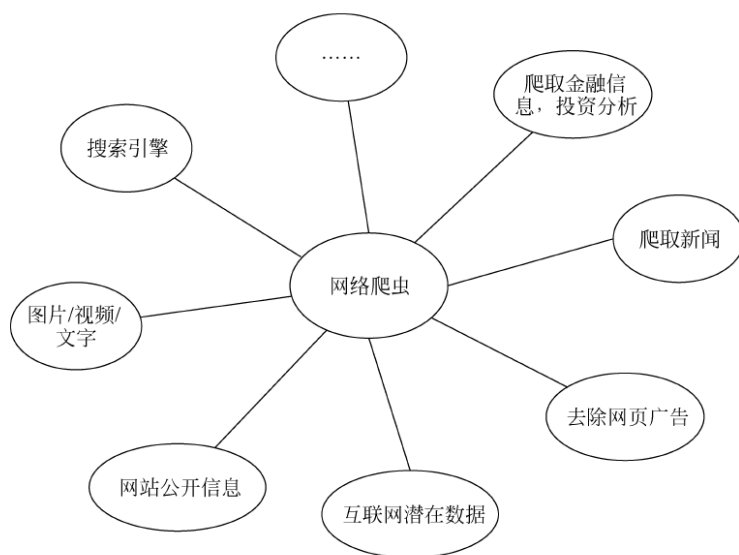 ……
爬取金融信
息，投资分析
搜索引擎
爬取新闻
网络爬虫
图片/视频/
文字
去除网页广告
网站公开信息
互联网潜在数据